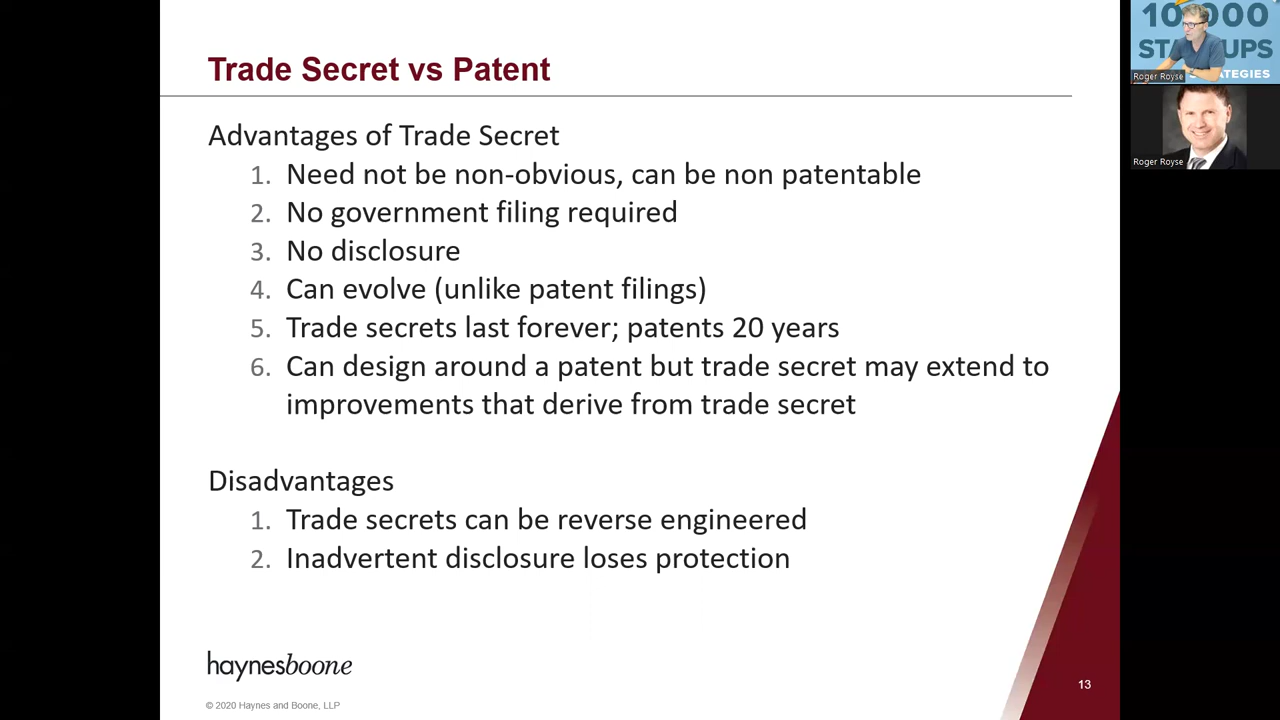 Trade Secret vs Patent
Advantages of Trade Secret
1. Need not be non-obvious, can be non patentable
2. No government filing required
3. No disclosure
4. Can evolve (unlike patent filings)
5. Trade secrets last forever; patents 20 years
6. Can design around a patent but trade secret may extend to
improvements that derive from trade secret
Disadvantages
1. Trade secrets can be reverse engineered
2. Inadvertent disclosure loses protection
haynesboone
© 2020 Haynes and Boone, LLP
13
Roger Royse
Roger Royse